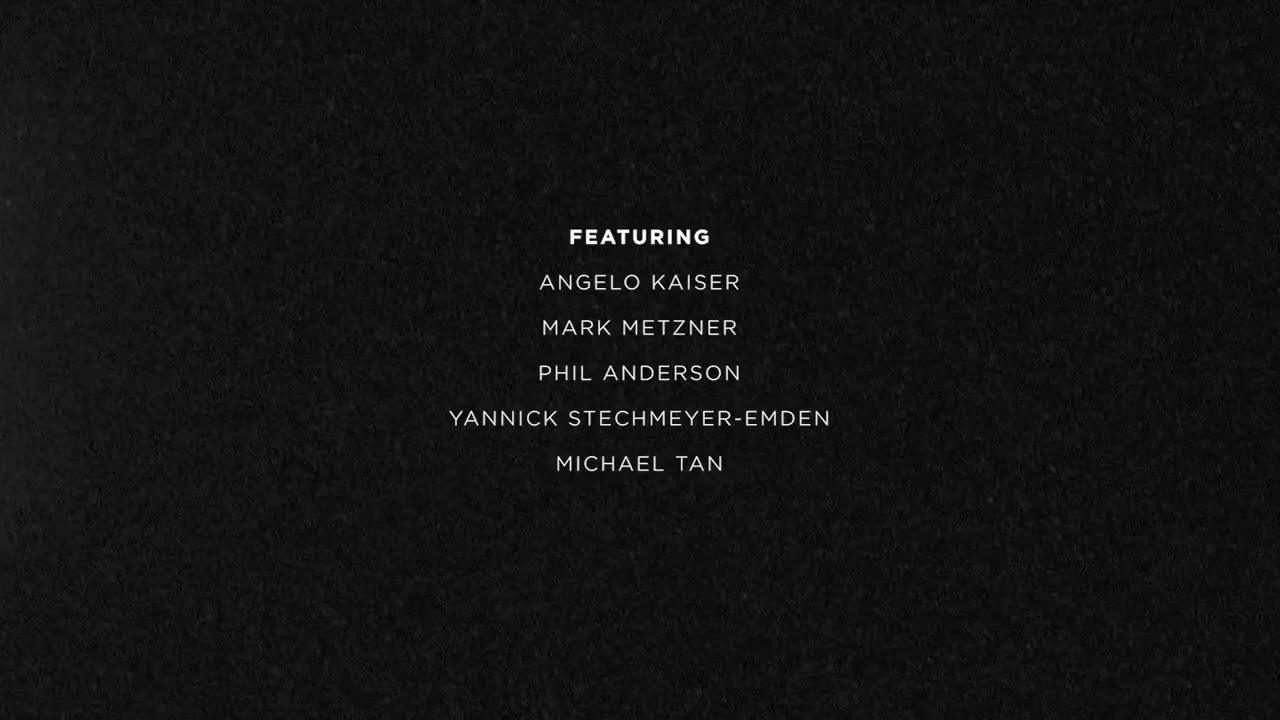 FEATURING
ANGELO KAISER
MARK METZNER
PHIL ANDERSON
YANNICK STECHMEYER-EMDEN
MICHAEL TAN